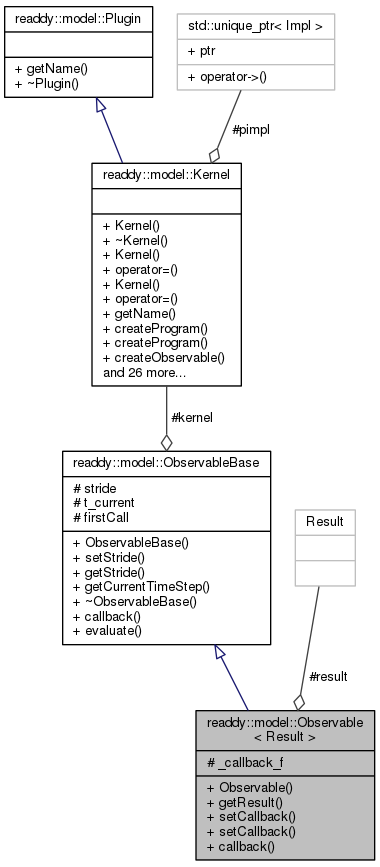 readdy::model::Plugin
+ getName()
+ ~Plugin()
std::unique_ptr< Impl >
+ ptr
+ operator->()
#pimpl
readdy::model::Kernel
+ Kernel()
+ ~Kernel()
+ Kernel()
+ operator=()
+ Kernel()
+ operator=()
+ getName()
+ createProgram()
+ createProgram()
+ createObservable()
and 26 more...
#kernel
readdy::model::ObservableBase
# stride
# t_current
# firstCall
+ ObservableBase()
+ setStride()
+ getStride()
+ getCurrentTimeStep()
+ ~ObservableBase()
+ callback()
+ evaluate()
Result
#result
readdy::model::Observable
< Result >
# _callback_f
+ Observable()
+ getResult()
+ setCallback()
+ setCallback()
+ callback()